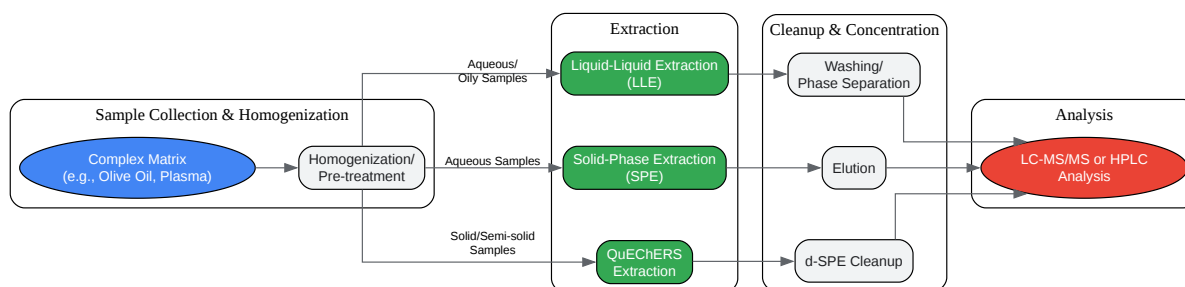 Sample Collection & Homogenization
Complex Matrix
(e.g., Olive Oil, Plasma)
Homogenization/
Pre-treatment
Aqueous/
Oily Samples
Aqueous Samples
Solid/Semi-solid
Samples
Extraction
Liquid-Liquid Extraction
(LLE)
Solid-Phase Extraction
(SPE)
QuEChERS
Extraction
Cleanup & Concentration
Washing/
Phase Separation
Elution
d-SPE Cleanup
Analysis
LC-MS/MS or HPLC
Analysis